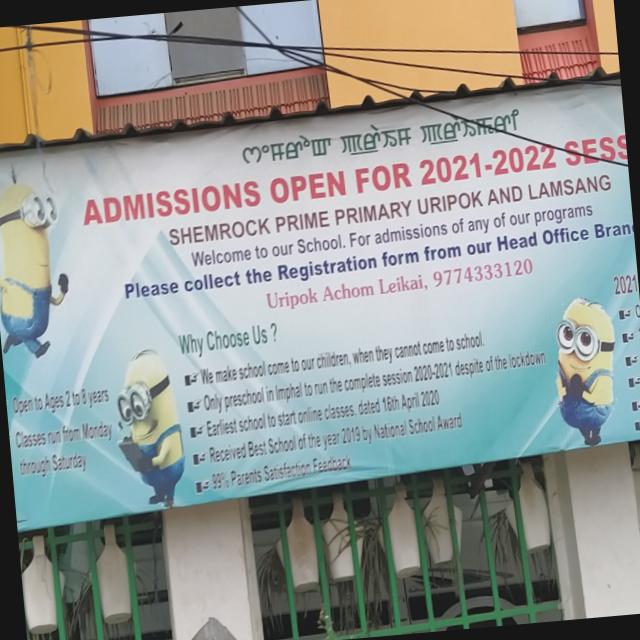 ADMISSIONS OPEN FOR 2021-2022 SESS
SHEMROCK PRIME PRIMARY URIPOK AND LAMSANG
Welcome to our School. For admissions of any of our programs
Please collect the Registration form from our Head Office Bran
Uripok Achom Leikai, 9774333120
Why Choose Us ?
We make school come to our children, when they cannot come to school.
Only preschool in Imphal to run the complete session 2020-2021 despite of the lockdown
Earliest school to start online classes, dated 16th April 2020
Received Best School of the year 2019 by National School Award
99% Parents Satisfaction Feedback
Open to Ages 2 to 8 years
Classes run from Monday
through Saturday
2021